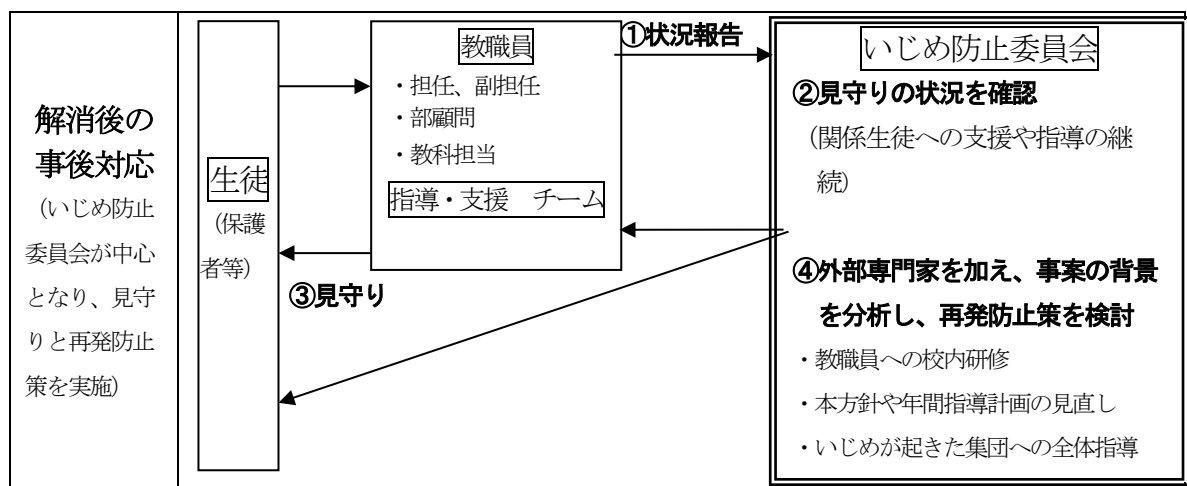 解消後の
事後対応
(いじめ防止
委員会が中心
となり、見守
りと再発防止
策を実施)
生徒
(保護
者等)
教職員
・担任、副担任
・部顧問
・教科担当
指導・支援　チーム
①状況報告
③見守り
いじめ防止委員会
②見守りの状況を確認
(関係生徒への支援や指導の継
続)
④外部専門家を加え、事案の背景
を分析し、再発防止策を検討
・教職員への校内研修
・本方針や年間指導計画の見直し
・いじめが起きた集団への全体指導